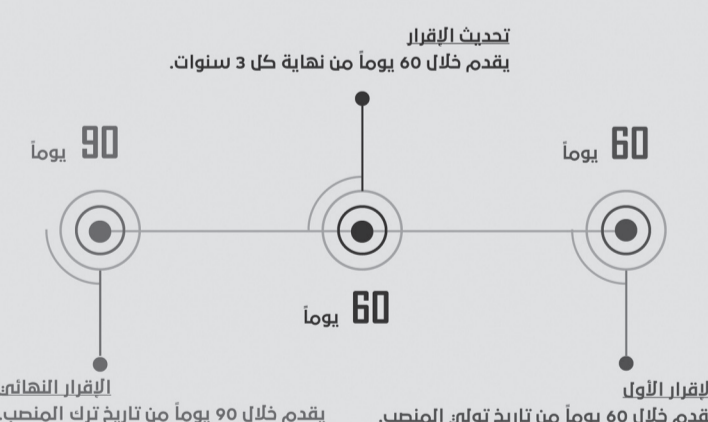 تحديث الإقرار
يقدم خلال 60 يوماً من نهاية كل 3 سنوات.
60 يوماً
90 يوماً
60 يوماً
الإقرار الأول
يقدم خلال 60 يوماً من تاريخ تولي المنصب.
الإقرار النهائي
يقدم خلال 90 يوماً من تاريخ ترك المنصب.